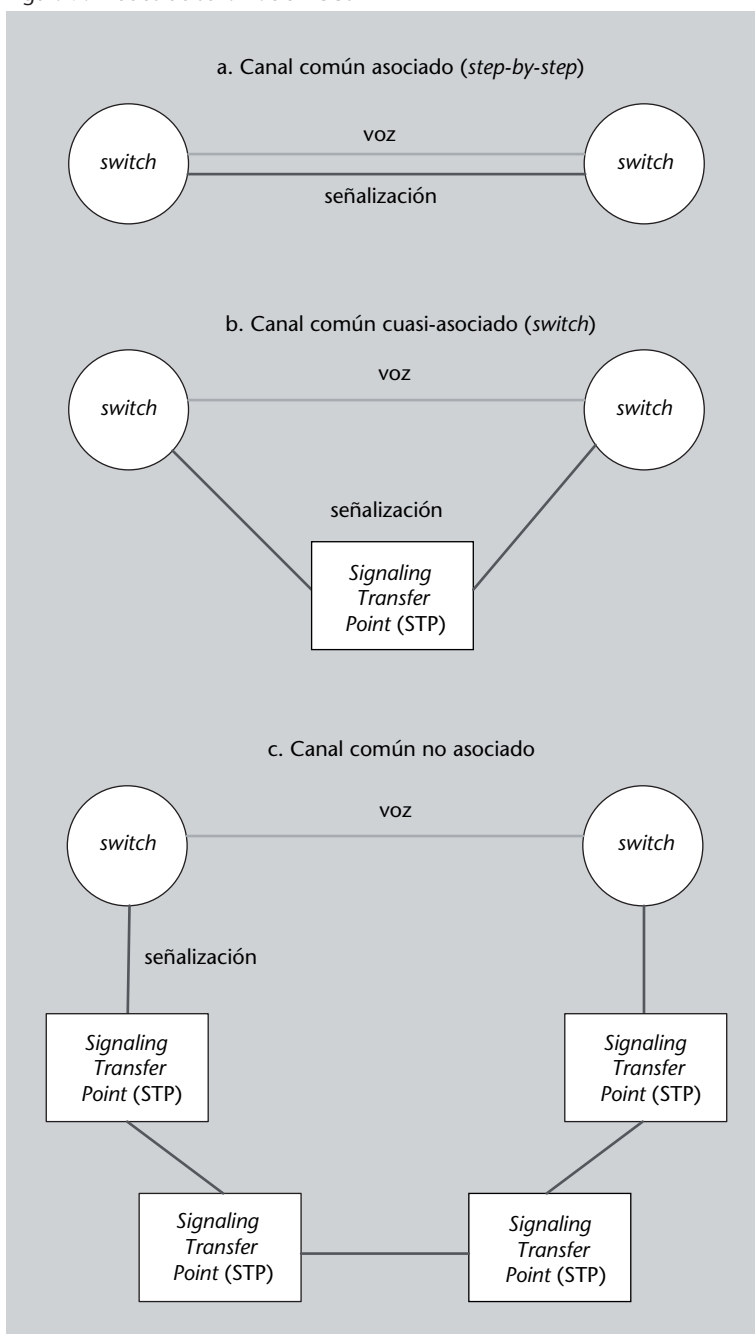 a. Canal común asociado (step-by-step)
voz
switch
switch
señalización
b. Canal común cuasi-asociado (switch)
voz
switch
switch
señalización
Signaling
Transfer
Point (STP)
c. Canal común no asociado
voz
switch
switch
señalización
Signaling
Transfer
Point (STP)
Signaling
Transfer
Point (STP)
Signaling
Transfer
Point (STP)
Signaling
Transfer
Point (STP)